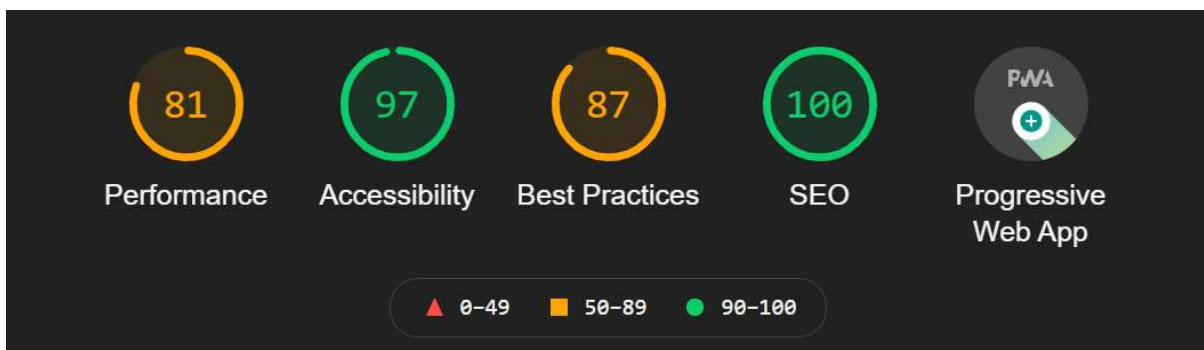 81
97
87
100
PWA
Performance
Accessibility
Best Practices
SEO
Progressive
Web App
0–49
50–89
90–100